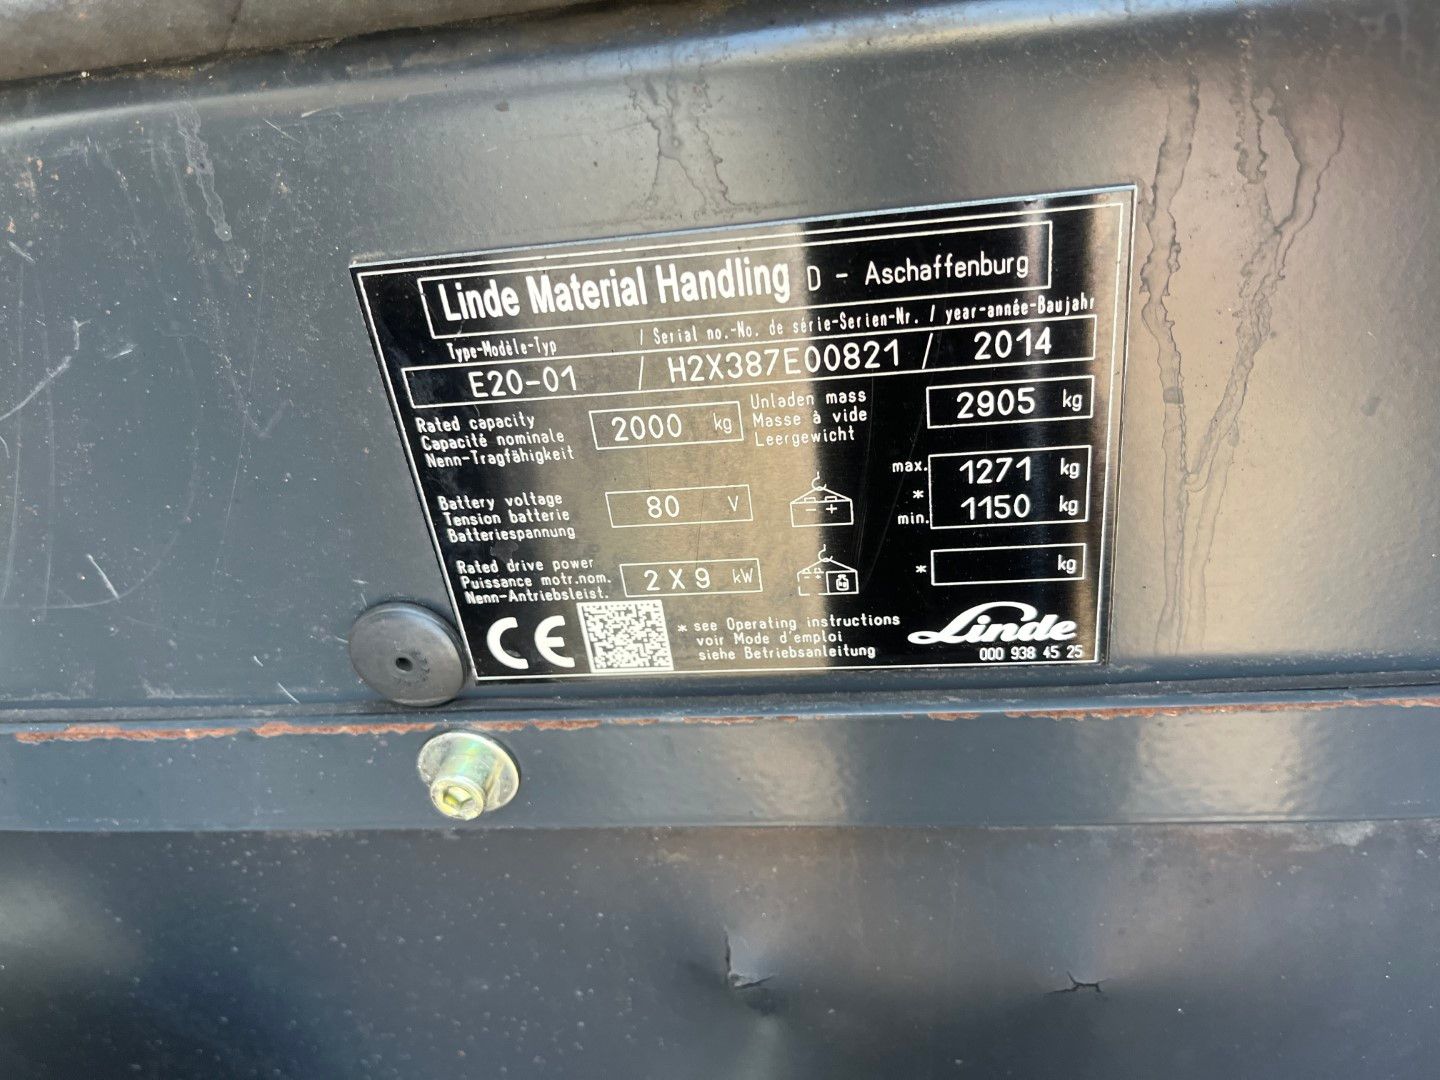 Linde Material Handling D - Aschaffenburg
Type-Modèle-Typ / Serial no.-No. de série-Serien-Nr. / year-année-Baujahr
E20-01 / H2X387E00821 / 2014
Rated capacity
Capacité nominale
Nenn-Tragfähigkeit
2000 kg
Unladen mass
Masse à vide
Leergewicht
2905 kg
Battery voltage
Tension batterie
Batteriespannung
80 V
- +
max. 1271 kg
*
min. 1150 kg
Rated drive power
Puissance motr.nom.
Nenn-Antriebsleist.
2 X 9 kW
* kg
CE
* see Operating instructions
voir Mode d'emploi
siehe Betriebsanleitung
Linde
000 938 45 25